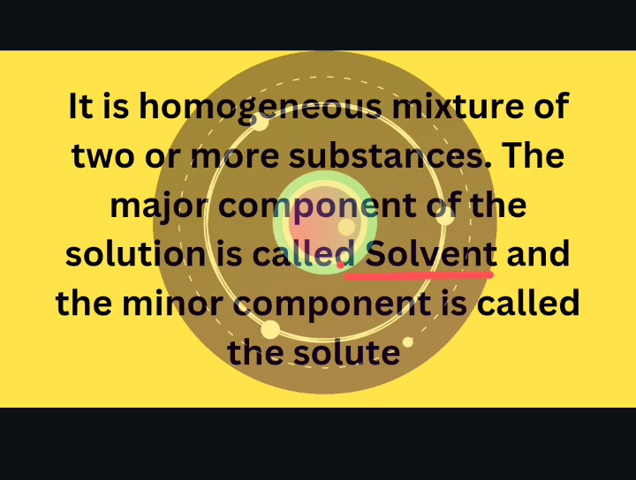 It is homogeneous mixture of
two or more substances. The
major component of the
solution is called Solvent and
the minor component is called
the solute